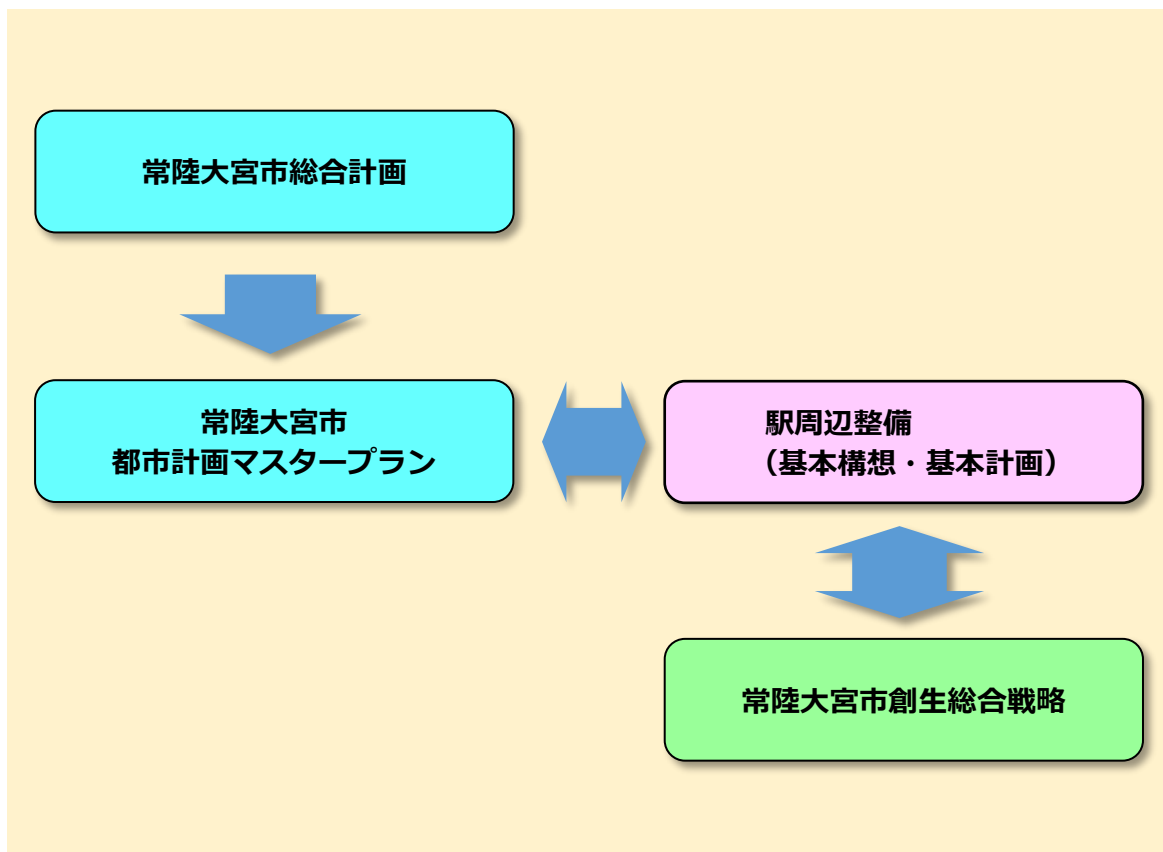 常陸大宮市総合計画
常陸大宮市
都市計画マスタープラン
駅周辺整備
（基本構想・基本計画）
常陸大宮市創生総合戦略